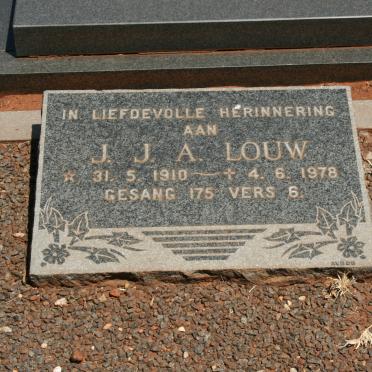 IN LIEFDEVOLLE HERINNERING
AAN
J. J. A. LOUW
* 31. 5. 1910 — + 4. 6. 1978
GESANG 175 VERS 6.